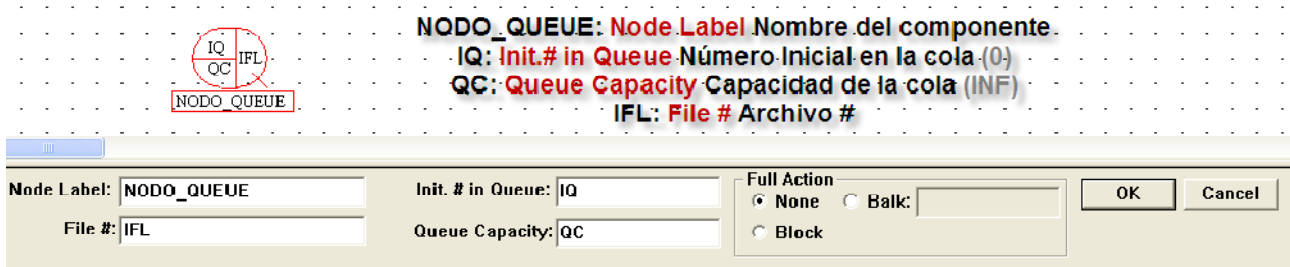 NODO_QUEUE: Node Label Nombre del componente
IQ: Init.# in Queue Número Inicial en la cola (0)
QC: Queue Capacity Capacidad de la cola (INF)
IFL: File # Archivo #
IQ
IFL
QC
NODO_QUEUE
Node Label: NODO_QUEUE
Init. # in Queue: IQ
Full Action
None
Balk:
OK
Cancel
File #: IFL
Queue Capacity: QC
Block